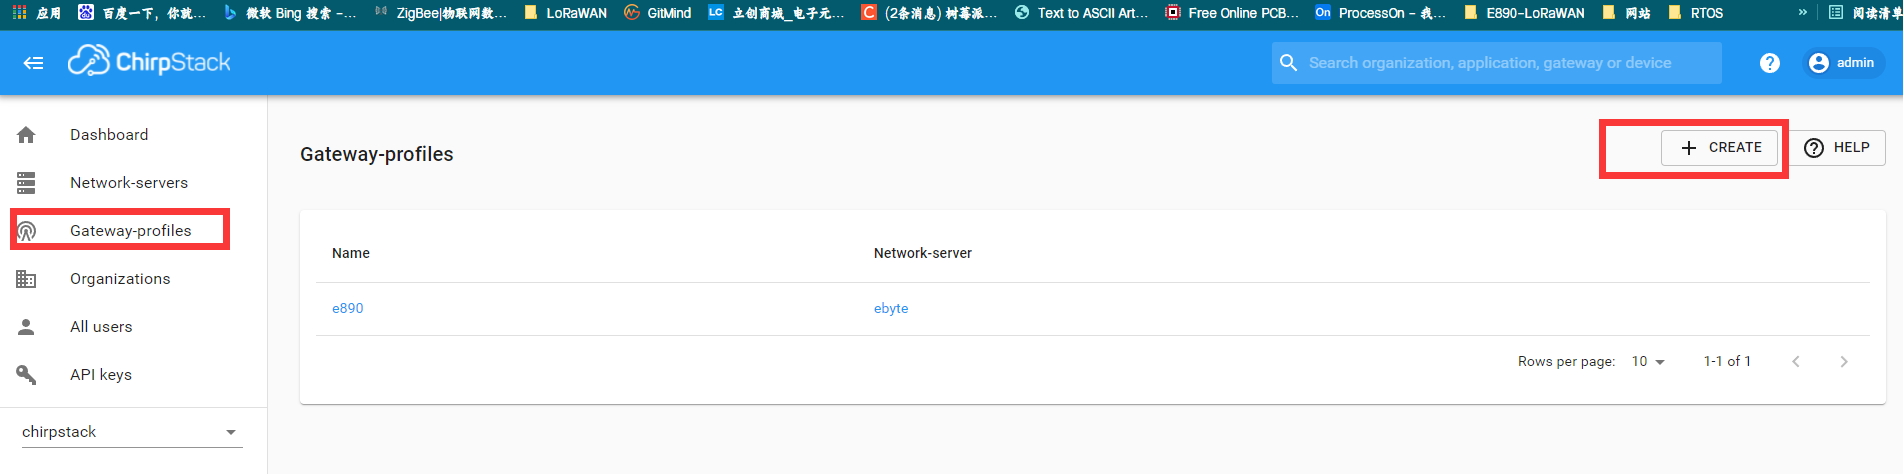 应用 百度一下，你就... 微软 Bing 搜索 -... ZigBee|物联网数... LoRaWAN GitMind 立创商城_电子元... (2条消息) 树莓派... Text to ASCII Art... Free Online PCB... ProcessOn - 我... E890-LoRaWAN 网站 RTOS » 阅读清单
ChirpStack Search organization, application, gateway or device admin
Dashboard
Network-servers
Gateway-profiles
Organizations
All users
API keys
chirpstack
Gateway-profiles
+ CREATE
HELP
Name Network-server
e890 ebyte
Rows per page: 10 1-1 of 1